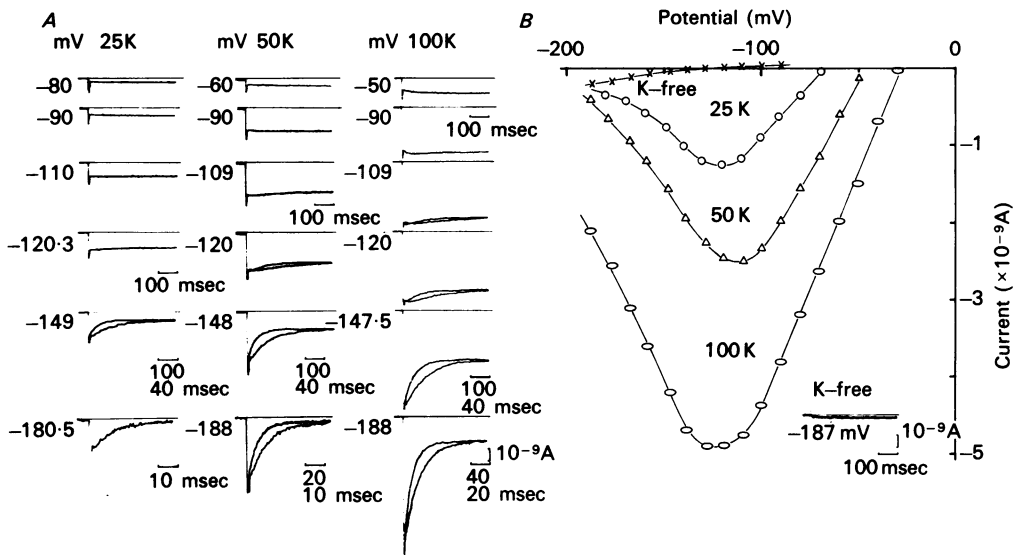 A
mV 25K
mV 50K
mV 100K
−80
−60
−50
−90
−90
−90
100 msec
−110
−109
−109
100 msec
−120·3
−120
−120
100 msec
−149
−148
−147·5
100
40 msec
100
40 msec
100
40 msec
−180·5
−188
−188
10⁻⁹A
10 msec
20
10 msec
40
20 msec
B
Potential (mV)
−200
−100
0
K–free
25 K
50 K
100 K
−1
−3
−5
Current (×10⁻⁹A)
K–free
−187 mV
10⁻⁹A
100 msec